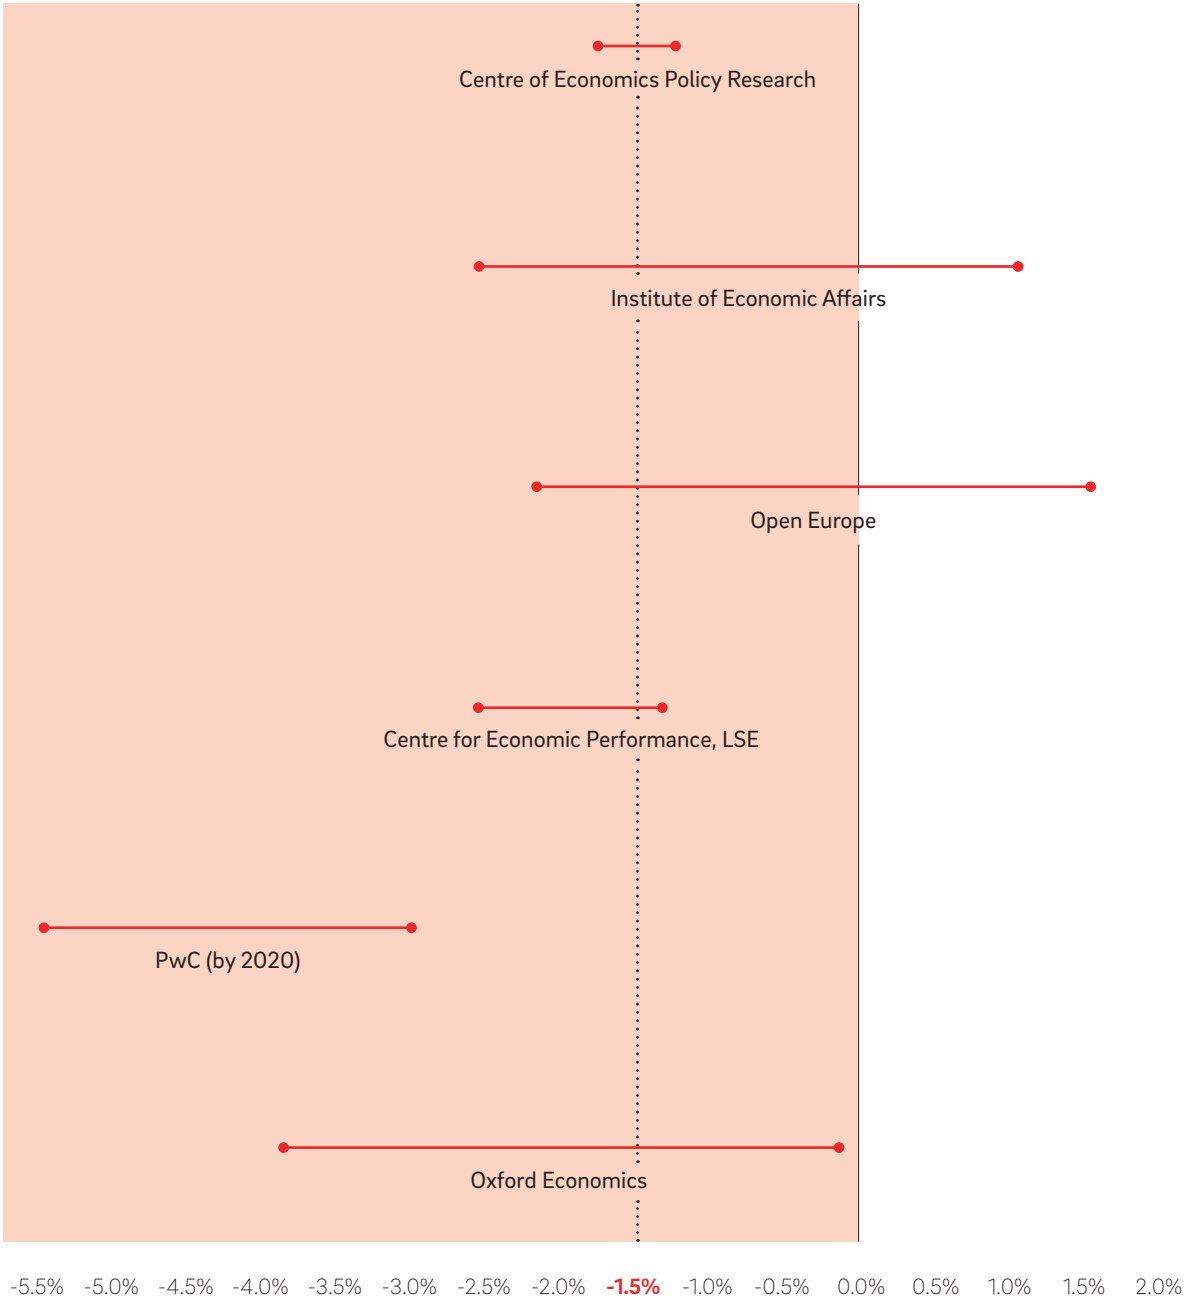 Centre of Economics Policy Research
Institute of Economic Affairs
Open Europe
Centre for Economic Performance, LSE
PwC (by 2020)
Oxford Economics
-5.5% -5.0% -4.5% -4.0% -3.5% -3.0% -2.5% -2.0% -1.5% -1.0% -0.5% 0.0% 0.5% 1.0% 1.5% 2.0%